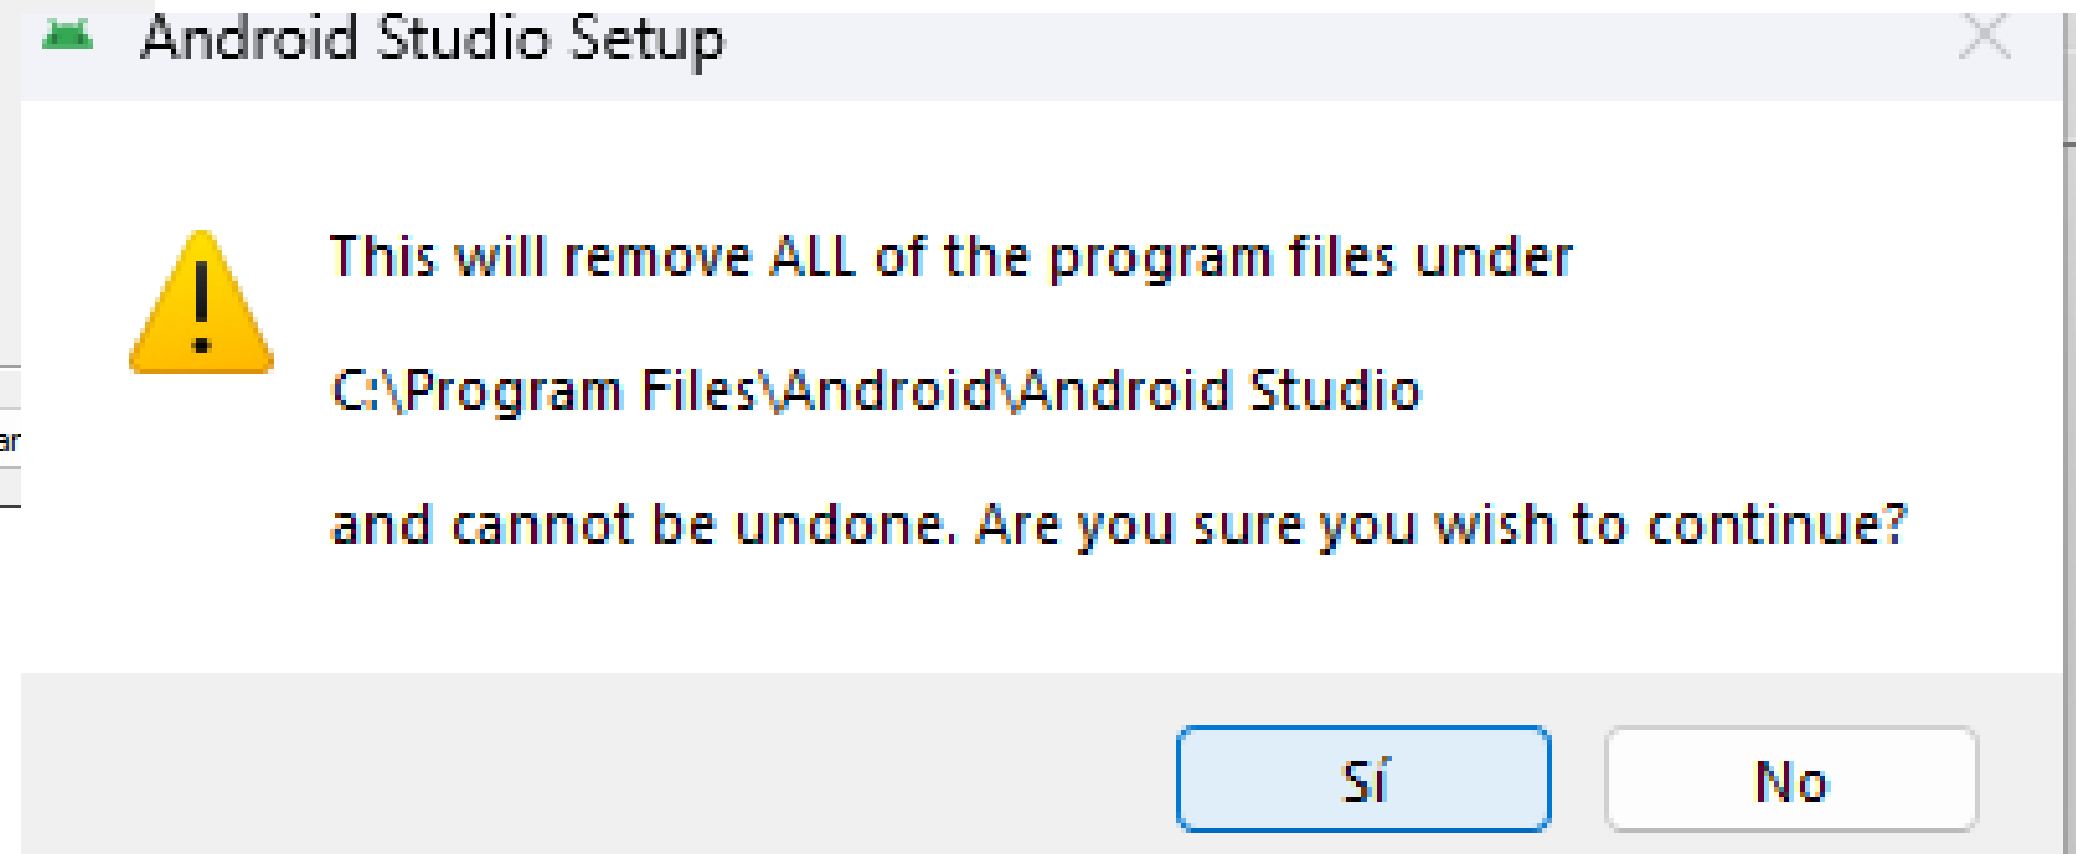 Android Studio Setup
This will remove ALL of the program files under
C:\Program Files\Android\Android Studio
and cannot be undone. Are you sure you wish to continue?
ar
Sí
No